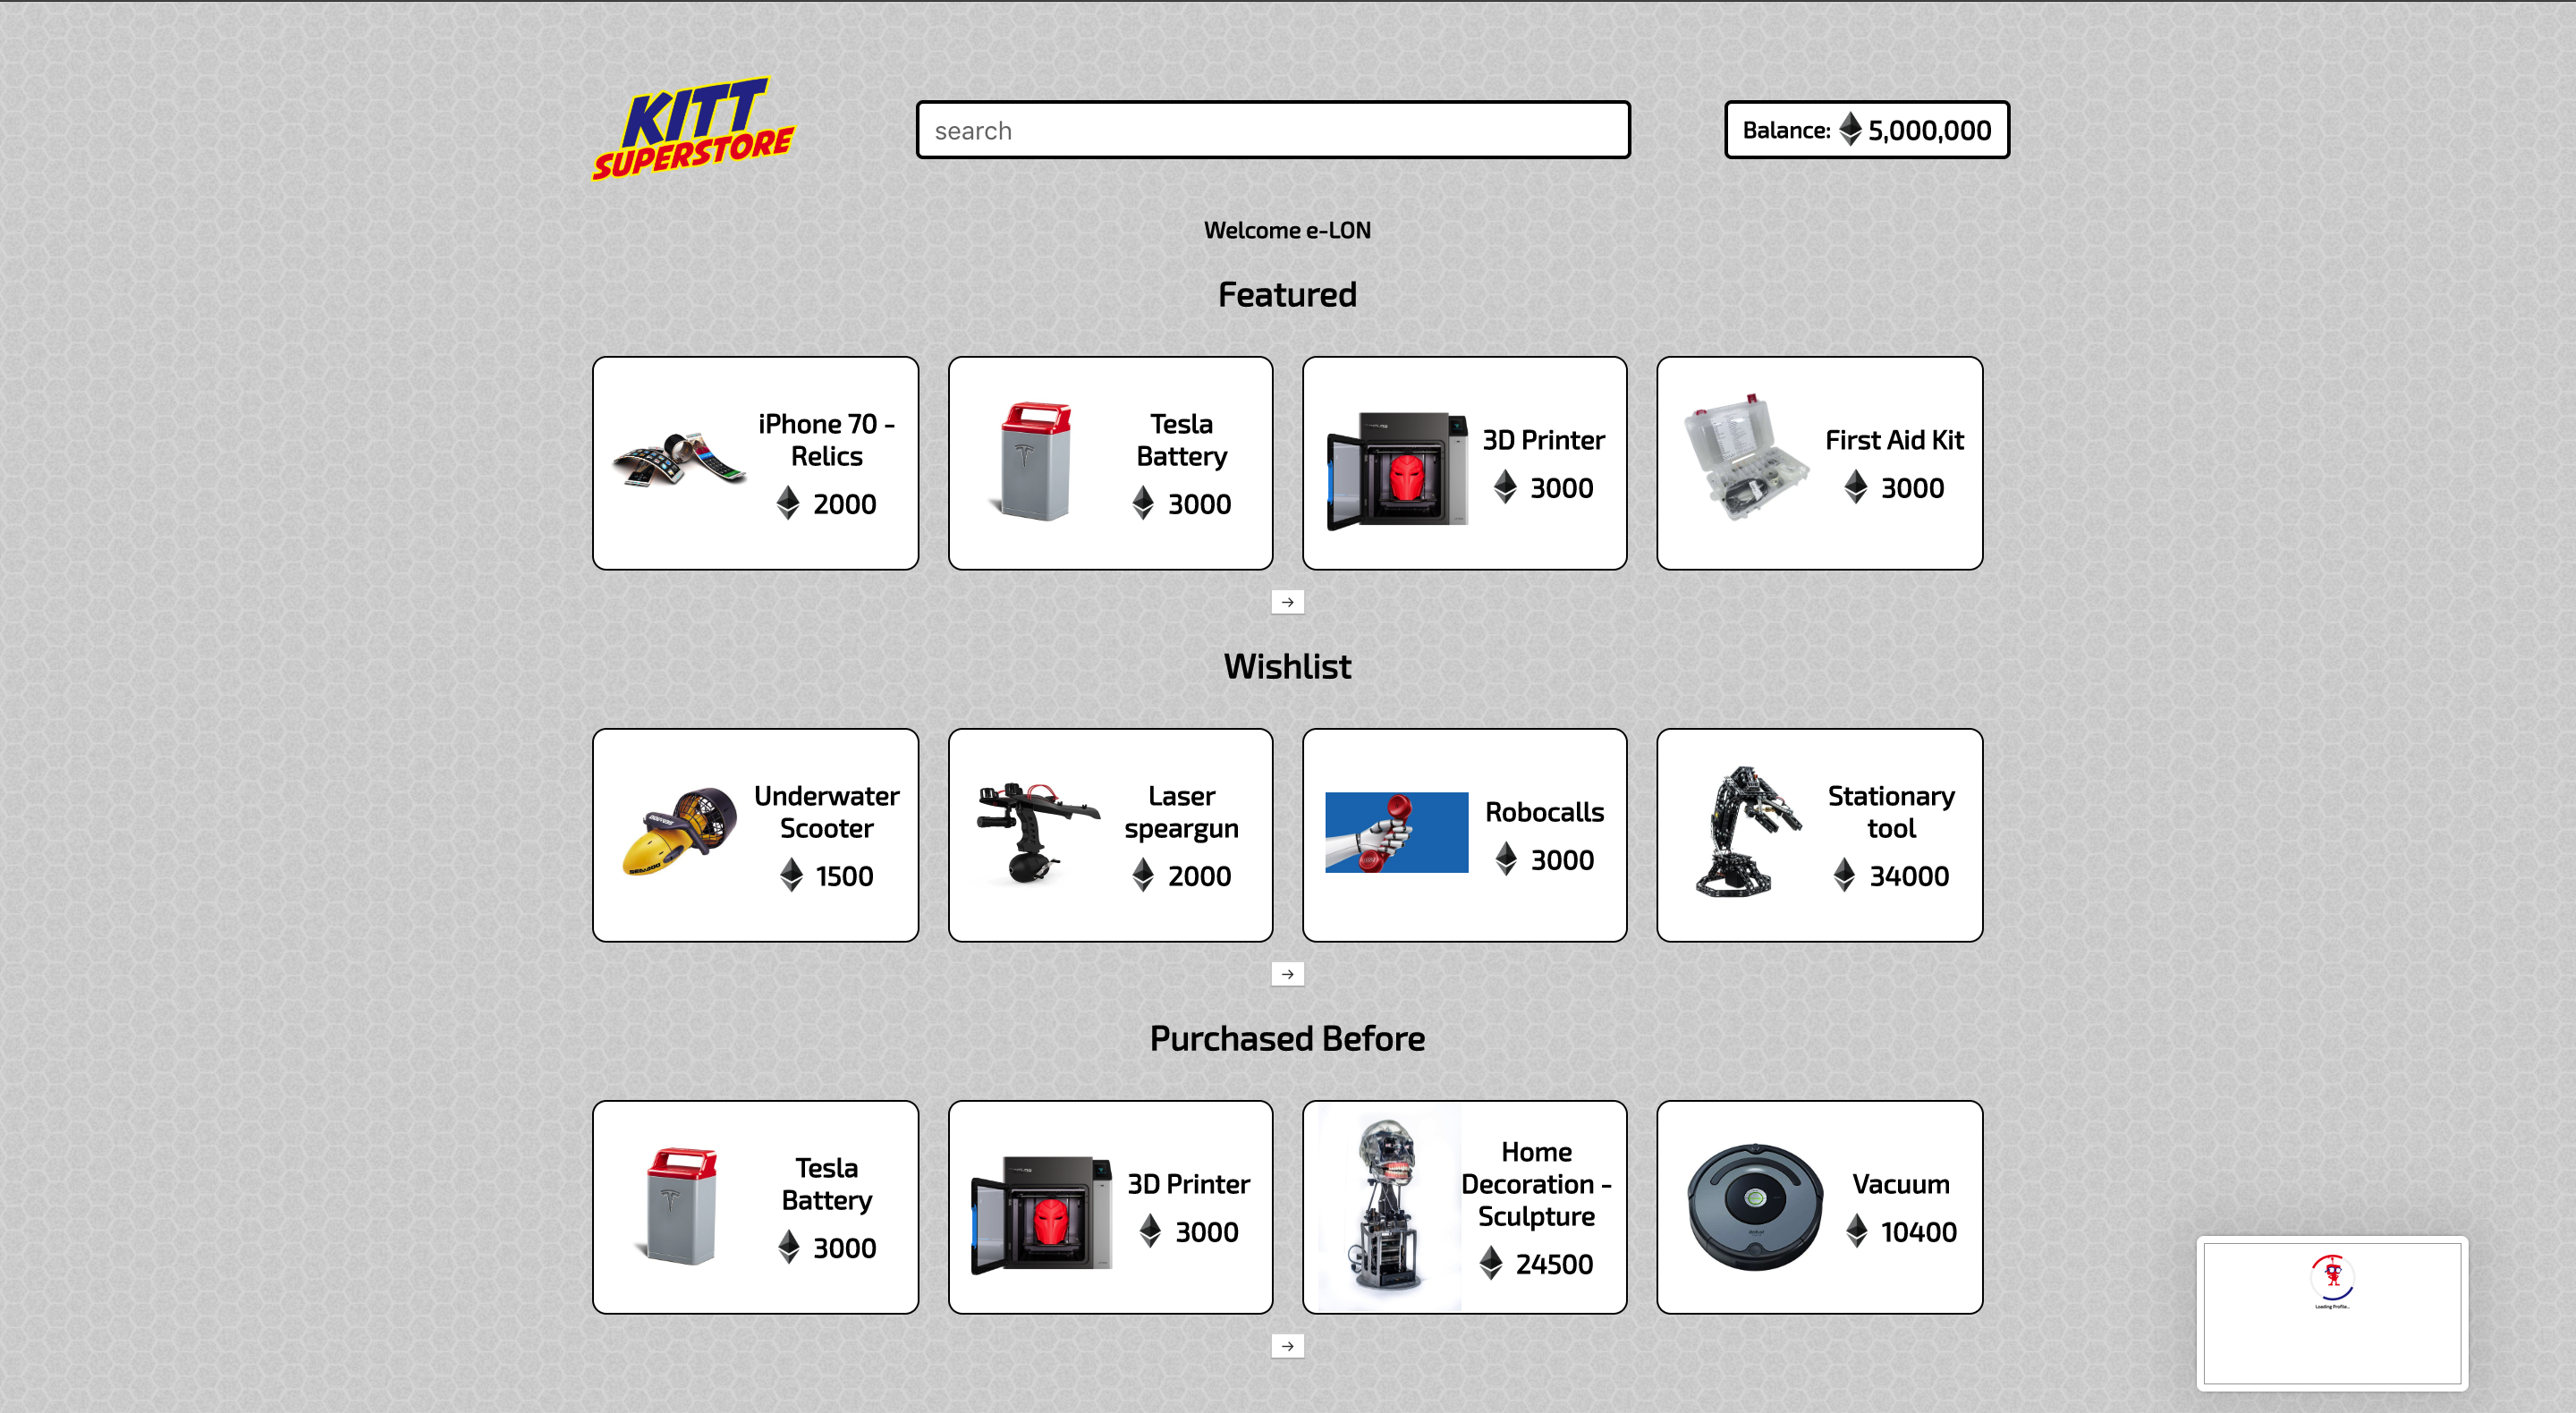 KITT
SUPERSTORE
search
Balance: 5,000,000
Welcome e-LON
Featured
iPhone 70 -
Relics
2000
Tesla
Battery
3000
3D Printer
3000
First Aid Kit
3000
→
Wishlist
Underwater
Scooter
1500
Laser
speargun
2000
Robocalls
3000
Stationary
tool
34000
→
Purchased Before
Tesla
Battery
3000
3D Printer
3000
Home
Decoration -
Sculpture
24500
Vacuum
10400
→
Loading Profile...